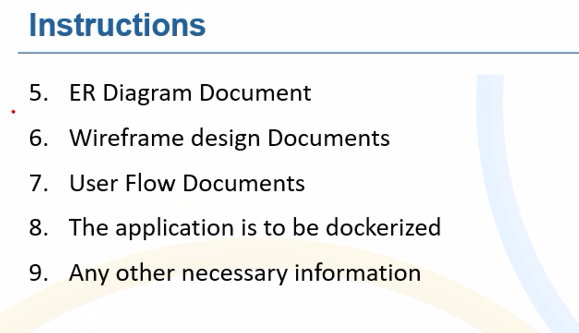 Instructions
5. ER Diagram Document
6. Wireframe design Documents
7. User Flow Documents
8. The application is to be dockerized
9. Any other necessary information